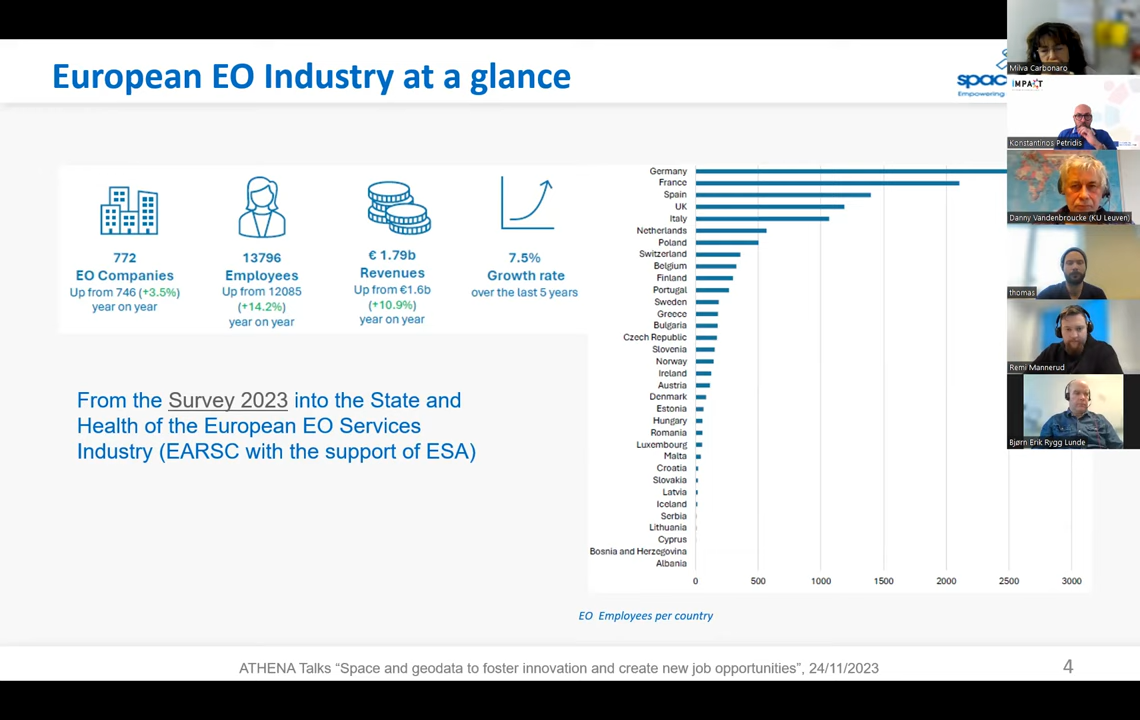 European EO Industry at a glance
spac
Empowering
772
EO Companies
Up from 746 (+3.5%)
year on year
13796
Employees
Up from 12085
(+14.2%)
year on year
€ 1.79b
Revenues
Up from €1.6b
(+10.9%)
year on year
7.5%
Growth rate
over the last 5 years
From the Survey 2023 into the State and
Health of the European EO Services
Industry (EARSC with the support of ESA)
Germany
France
Spain
UK
Italy
Netherlands
Poland
Switzerland
Belgium
Finland
Portugal
Sweden
Greece
Bulgaria
Czech Republic
Slovenia
Norway
Ireland
Austria
Denmark
Estonia
Hungary
Romania
Luxembourg
Malta
Croatia
Slovakia
Latvia
Iceland
Serbia
Lithuania
Cyprus
Bosnia and Herzegovina
Albania
0 500 1000 1500 2000 2500 3000
EO Employees per country
Milva Carbonaro
IMPACT
Konstantinos Petridis
Danny Vandenbroucke (KU Leuven)
thomas
Remi Mannerud
Bjørn Erik Rygg Lunde
ATHENA Talks “Space and geodata to foster innovation and create new job opportunities”, 24/11/2023
4